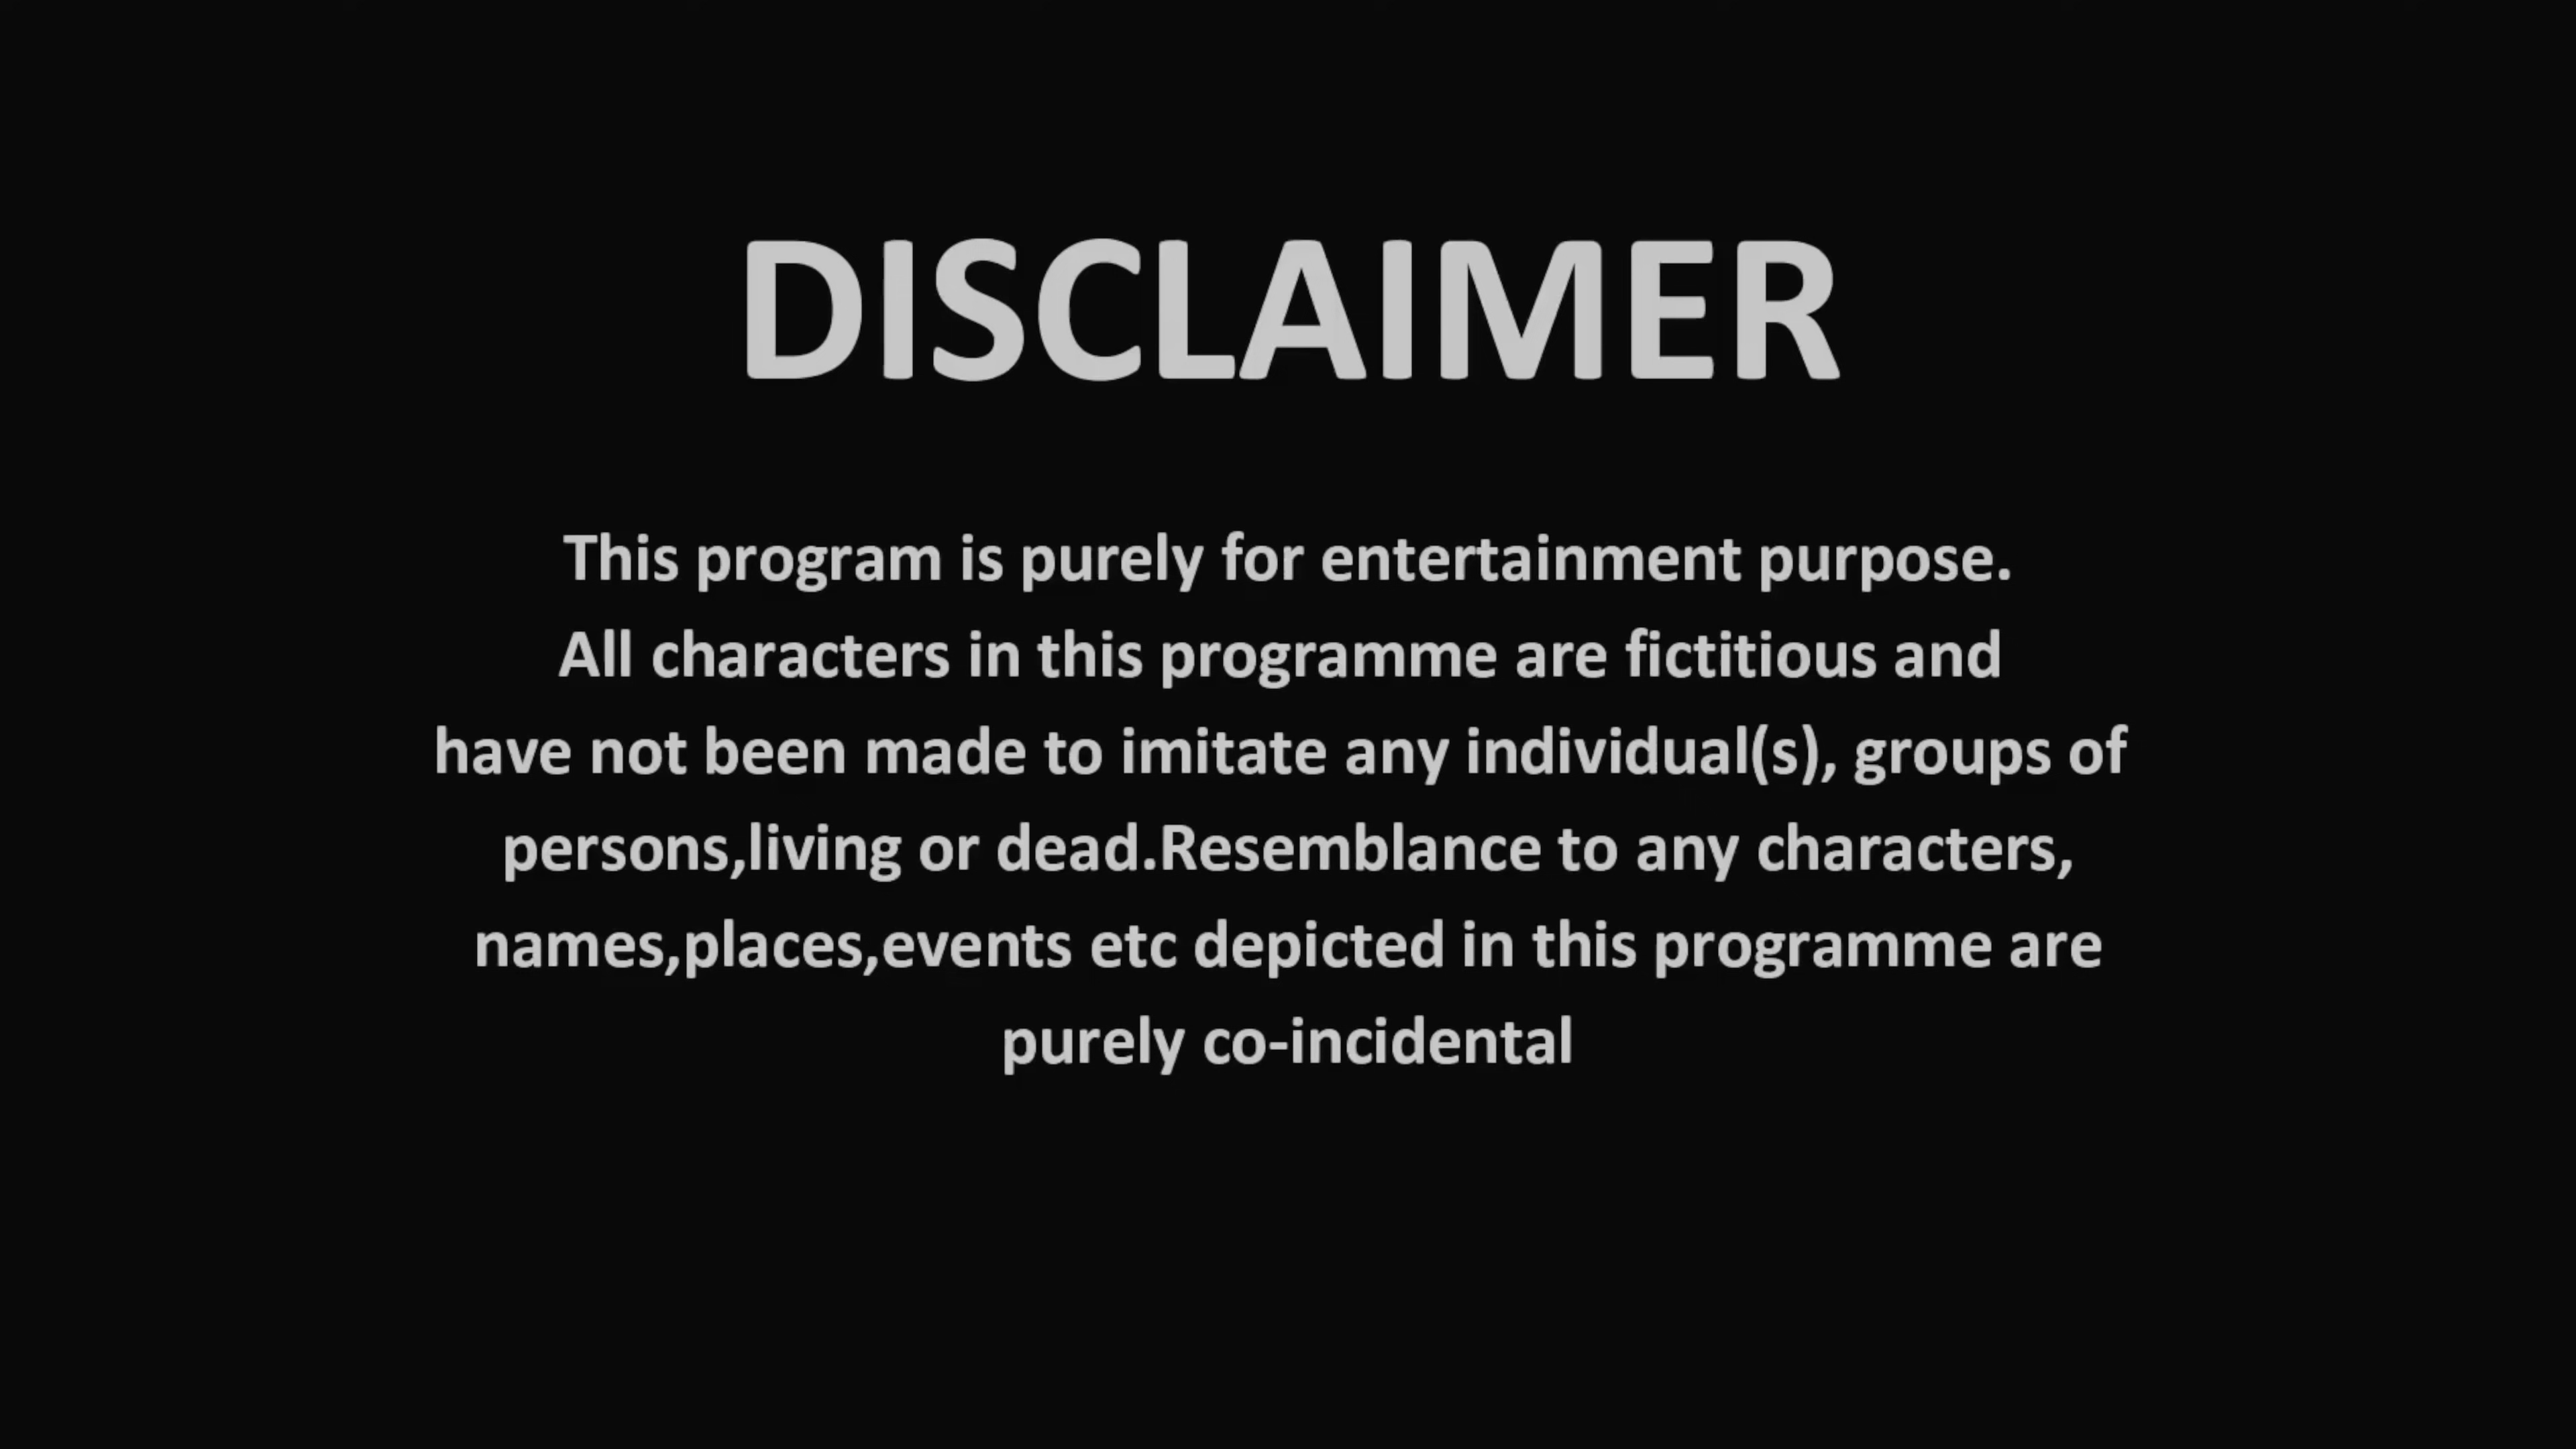 DISCLAIMER
This program is purely for entertainment purpose.
All characters in this programme are fictitious and
have not been made to imitate any individual(s), groups of
persons,living or dead.Resemblance to any characters,
names,places,events etc depicted in this programme are
purely co-incidental